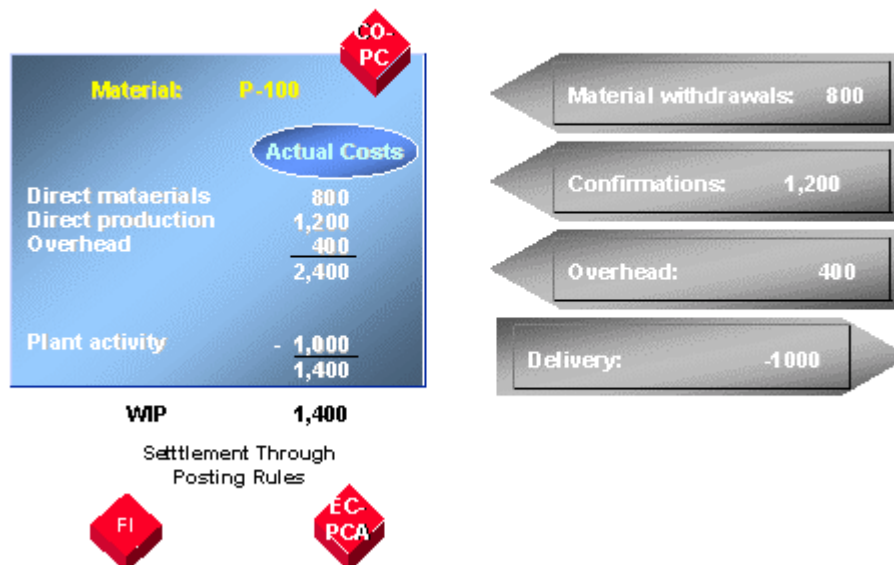 CO-
PC
Material: P-100
Actual Costs
Direct mataerials 800
Direct production 1,200
Overhead 400
2,400
Plant activity - 1,000
1,400
WIP 1,400
Setttlement Through
Posting Rules
FI
EC-
PCA
Material withdrawals: 800
Confirmations: 1,200
Overhead: 400
Delivery: -1000